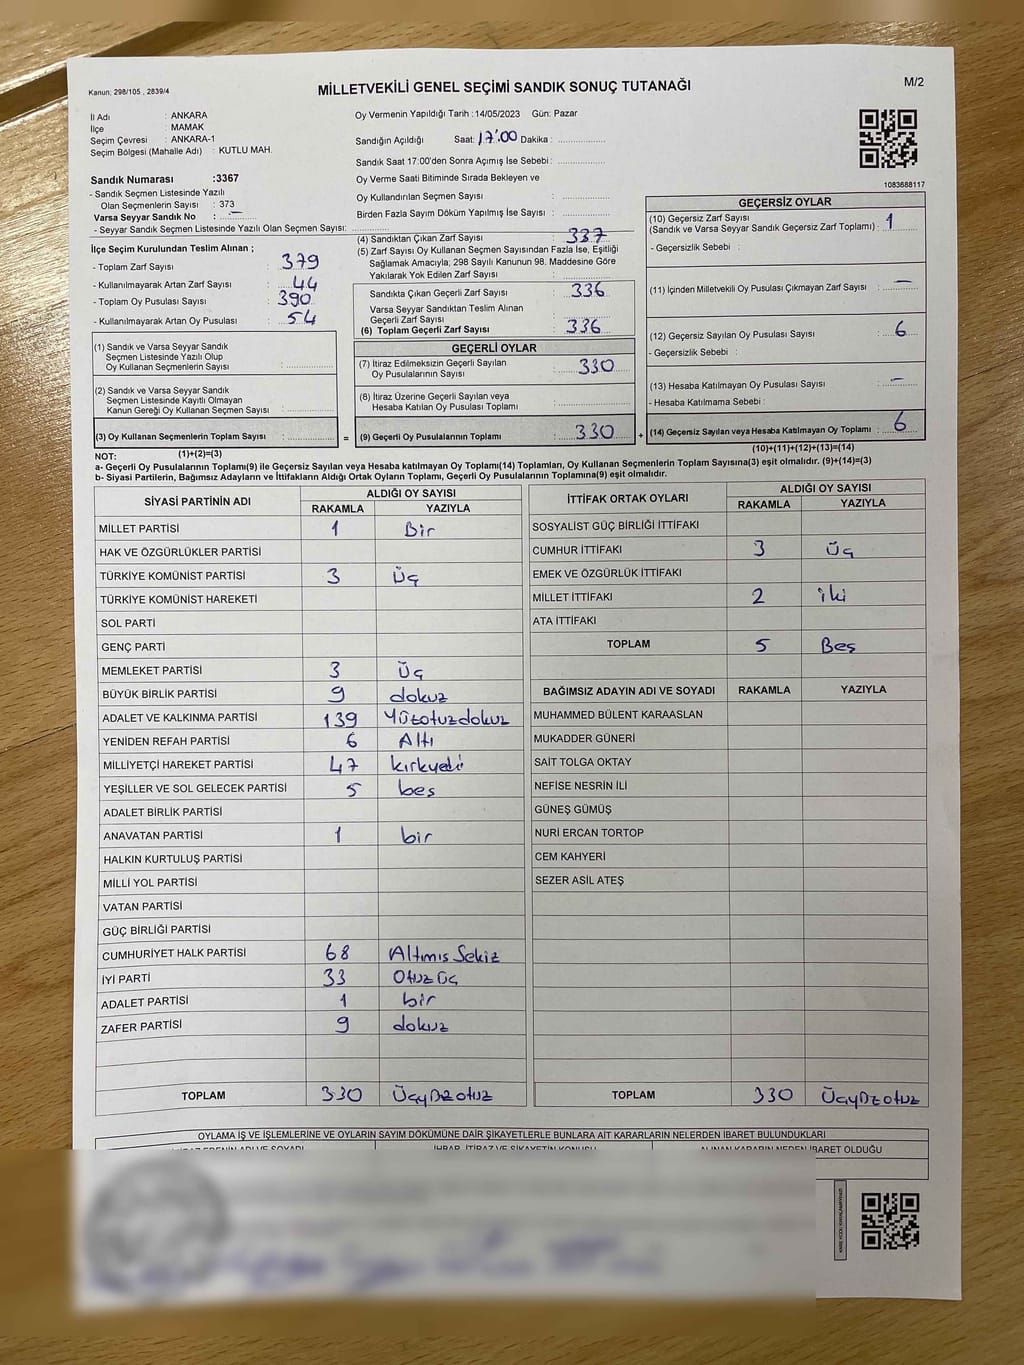 Kanun, 298/105 , 2839/4
MİLLETVEKİLİ GENEL SEÇİMİ SANDIK SONUÇ TUTANAĞI
M/2
İl Adı : ANKARA
İlçe : MAMAK
Seçim Çevresi : ANKARA-1
Seçim Bölgesi (Mahalle Adı) : KUTLU MAH.
Sandık Numarası :3367
- Sandık Seçmen Listesinde Yazılı
Olan Seçmenlerin Sayısı : 373
Varsa Seyyar Sandık No : –
- Seyyar Sandık Seçmen Listesinde Yazılı Olan Seçmen Sayısı:
İlçe Seçim Kurulundan Teslim Alınan ;
- Toplam Zarf Sayısı : 379
- Kullanılmayarak Artan Zarf Sayısı : 44
- Toplam Oy Pusulası Sayısı : 390
- Kullanılmayarak Artan Oy Pusulası : 54
(1) Sandık ve Varsa Seyyar Sandık
Seçmen Listesinde Yazılı Olup
Oy Kullanan Seçmenlerin Sayısı :
(2) Sandık ve Varsa Seyyar Sandık
Seçmen Listesinde Kayıtlı Olmayan
Kanun Gereği Oy Kullanan Seçmen Sayısı :
(3) Oy Kullanan Seçmenlerin Toplam Sayısı :
(1)+(2)=(3)
Oy Vermenin Yapıldığı Tarih :14/05/2023 Gün: Pazar
Sandığın Açıldığı Saat: 17:00 Dakika :
Sandık Saat 17:00'den Sonra Açımış İse Sebebi :
Oy Verme Saati Bitiminde Sırada Bekleyen ve
Oy Kullandırılan Seçmen Sayısı :
Birden Fazla Sayım Döküm Yapılmış İse Sayısı :
(4) Sandıktan Çıkan Zarf Sayısı : 337
(5) Zarf Sayısı Oy Kullanan Seçmen Sayısından Fazla İse, Eşitliği
Sağlamak Amacıyla; 298 Sayılı Kanunun 98. Maddesine Göre
Yakılarak Yok Edilen Zarf Sayısı :
Sandıkta Çıkan Geçerli Zarf Sayısı : 336
Varsa Seyyar Sandıktan Teslim Alınan
Geçerli Zarf Sayısı :
(6) Toplam Geçerli Zarf Sayısı : 336
GEÇERLİ OYLAR
(7) İtiraz Edilmeksizin Geçerli Sayılan
Oy Pusulalarının Sayısı : 330
(8) İtiraz Üzerine Geçerli Sayılan veya
Hesaba Katılan Oy Pusulası Toplamı :
= (9) Geçerli Oy Pusulalarının Toplamı : 330
1083688117
GEÇERSİZ OYLAR
(10) Geçersiz Zarf Sayısı
(Sandık ve Varsa Seyyar Sandık Geçersiz Zarf Toplamı) : 1
- Geçersizlik Sebebi :
(11) İçinden Milletvekili Oy Pusulası Çıkmayan Zarf Sayısı : –
(12) Geçersiz Sayılan Oy Pusulası Sayısı : 6
- Geçersizlik Sebebi :
(13) Hesaba Katılmayan Oy Pusulası Sayısı : –
- Hesaba Katılmama Sebebi :
+ (14) Geçersiz Sayılan veya Hesaba Katılmayan Oy Toplamı : 6
(10)+(11)+(12)+(13)=(14)
NOT:
a- Geçerli Oy Pusulalarının Toplamı(9) ile Geçersiz Sayılan veya Hesaba katılmayan Oy Toplamı(14) Toplamları, Oy Kullanan Seçmenlerin Toplam Sayısına(3) eşit olmalıdır. (9)+(14)=(3)
b- Siyasi Partilerin, Bağımsız Adayların ve İttifakların Aldığı Ortak Oyların Toplamı, Geçerli Oy Pusulalarının Toplamına(9) eşit olmalıdır.
SİYASİ PARTİNİN ADI ALDIĞI OY SAYISI
RAKAMLA YAZIYLA
MİLLET PARTİSİ 1 Bir
HAK VE ÖZGÜRLÜKLER PARTİSİ
TÜRKİYE KOMÜNİST PARTİSİ 3 Üç
TÜRKİYE KOMÜNİST HAREKETİ
SOL PARTİ
GENÇ PARTİ
MEMLEKET PARTİSİ 3 Üç
BÜYÜK BİRLİK PARTİSİ 9 dokuz
ADALET VE KALKINMA PARTİSİ 139 Yüzotuzdokuz
YENİDEN REFAH PARTİSİ 6 Altı
MİLLİYETÇİ HAREKET PARTİSİ 47 kırkyedi
YEŞİLLER VE SOL GELECEK PARTİSİ 5 bes
ADALET BİRLİK PARTİSİ
ANAVATAN PARTİSİ 1 bir
HALKIN KURTULUŞ PARTİSİ
MİLLİ YOL PARTİSİ
VATAN PARTİSİ
GÜÇ BİRLİĞİ PARTİSİ
CUMHURİYET HALK PARTİSİ 68 Altmıs Sekiz
İYİ PARTİ 33 Otuz üç
ADALET PARTİSİ 1 bir
ZAFER PARTİSİ 9 dokuz
TOPLAM 330 Üçyüzotuz
İTTİFAK ORTAK OYLARI ALDIĞI OY SAYISI
RAKAMLA YAZIYLA
SOSYALİST GÜÇ BİRLİĞİ İTTİFAKI
CUMHUR İTTİFAKI 3 Üç
EMEK VE ÖZGÜRLÜK İTTİFAKI
MİLLET İTTİFAKI 2 iki
ATA İTTİFAKI
TOPLAM 5 Beş
BAĞIMSIZ ADAYIN ADI VE SOYADI RAKAMLA YAZIYLA
MUHAMMED BÜLENT KARAASLAN
MUKADDER GÜNERİ
SAİT TOLGA OKTAY
NEFİSE NESRİN İLİ
GÜNEŞ GÜMÜŞ
NURİ ERCAN TORTOP
CEM KAHYERİ
SEZER ASİL ATEŞ
TOPLAM 330 Üçyüzotuz
OYLAMA İŞ VE İŞLEMLERİNE VE OYLARIN SAYIM DÖKÜMÜNE DAİR ŞİKAYETLERLE BUNLARA AİT KARARLARIN NELERDEN İBARET BULUNDUKLARI
İHBAR, İTİRAZ VE ŞİKAYETİN KONUSU ALINAN KARARIN NEDEN İBARET OLDUĞU